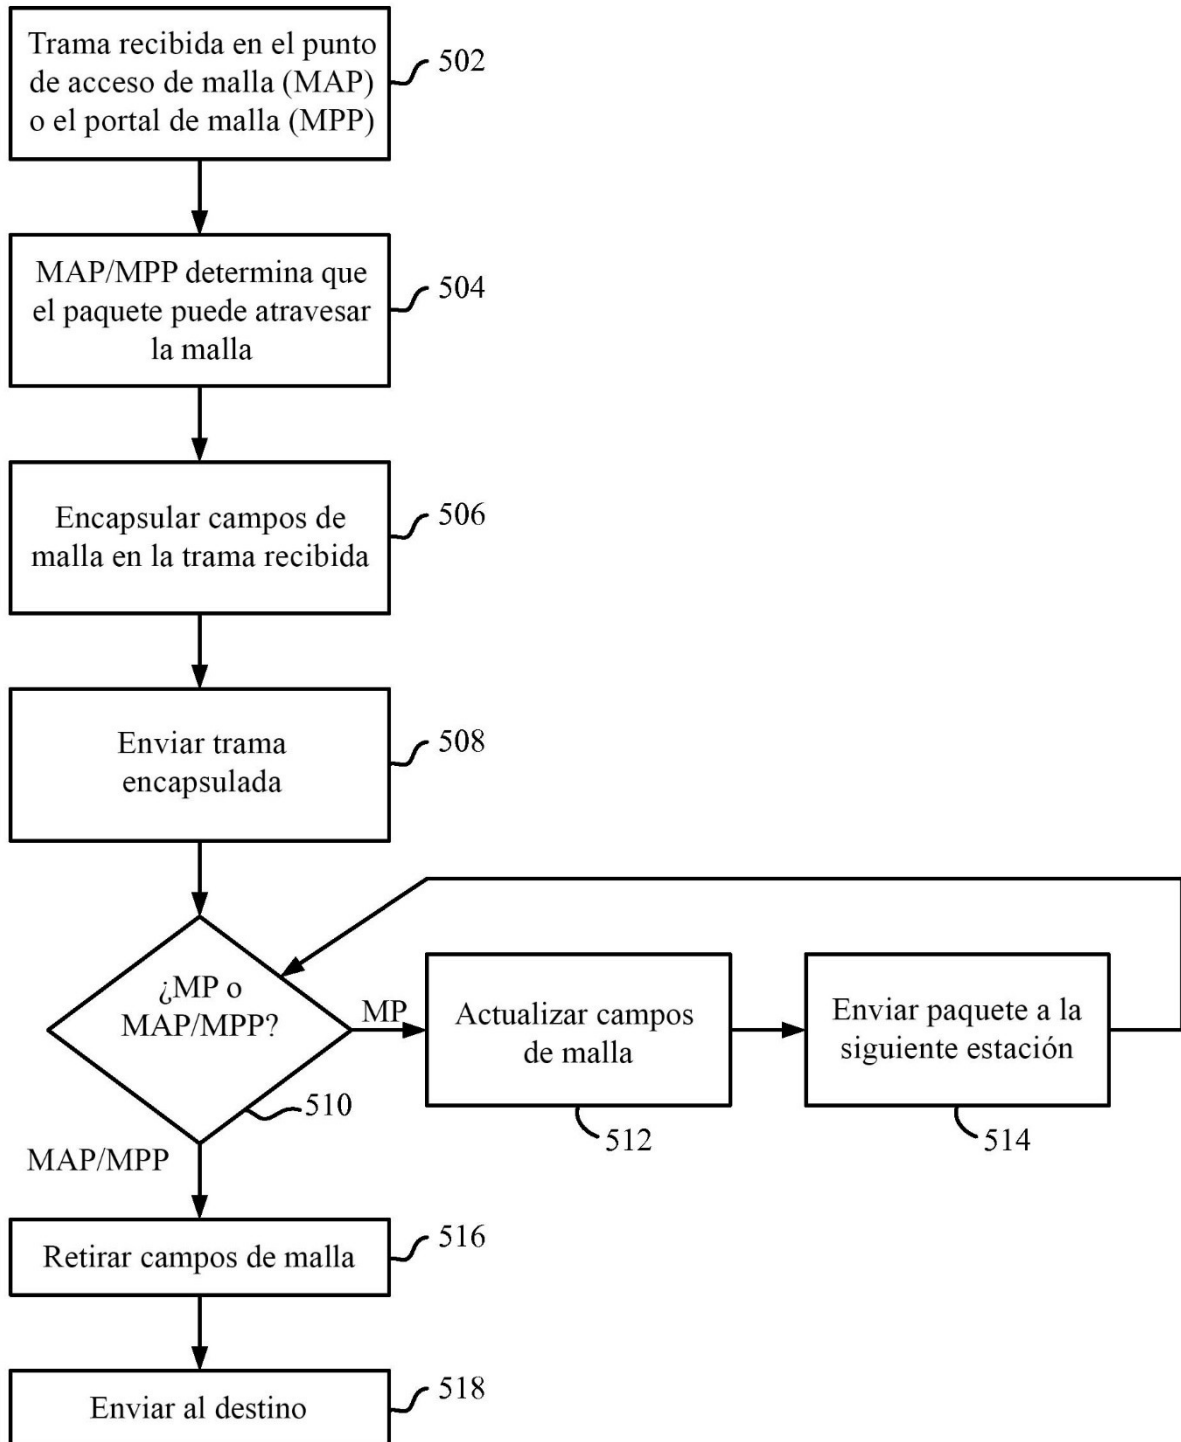 Trama recibida en el punto
de acceso de malla (MAP)
o el portal de malla (MPP)
502
MAP/MPP determina que
el paquete puede atravesar
la malla
504
Encapsular campos de
malla en la trama recibida
506
Enviar trama
encapsulada
508
¿MP o
MAP/MPP?
510
MP
Actualizar campos
de malla
512
Enviar paquete a la
siguiente estación
514
MAP/MPP
Retirar campos de malla
516
Enviar al destino
518